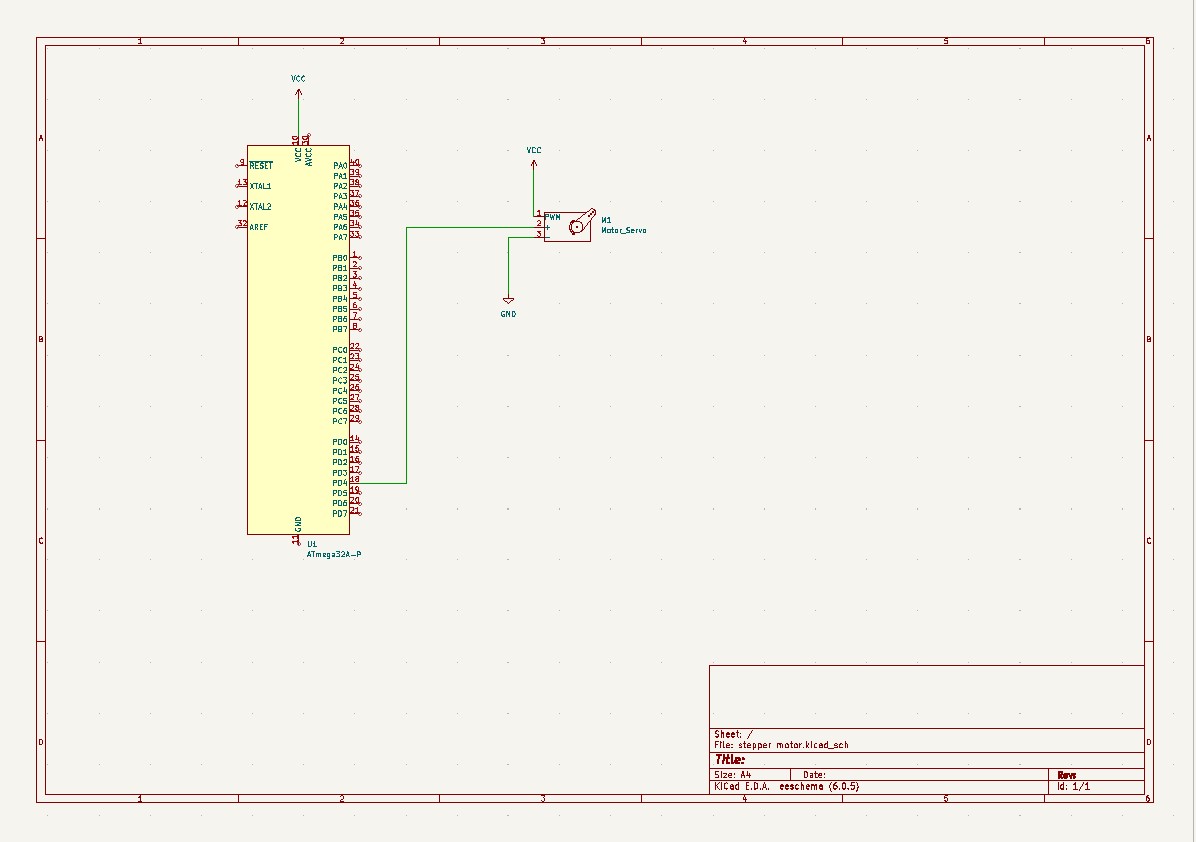 1 2 3 4 5 6
A
B
C
D
A
B
C
D
VCC
10 30
VCC AVCC
9 RESET
13 XTAL1
12 XTAL2
32 AREF
PA0 40
PA1 39
PA2 38
PA3 37
PA4 36
PA5 35
PA6 34
PA7 33
PB0 1
PB1 2
PB2 3
PB3 4
PB4 5
PB5 6
PB6 7
PB7 8
PC0 22
PC1 23
PC2 24
PC3 25
PC4 26
PC5 27
PC6 28
PC7 29
PD0 14
PD1 15
PD2 16
PD3 17
PD4 18
PD5 19
PD6 20
PD7 21
GND
11
U1
ATmega32A-P
VCC
1 PWM
2 +
3 -
M1
Motor_Servo
GND
Sheet: /
File: stepper motor.kicad_sch
Title:
Size: A4 Date: Rev:
KiCad E.D.A. eeschema (6.0.5) Id: 1/1
1 2 3 4 5 6